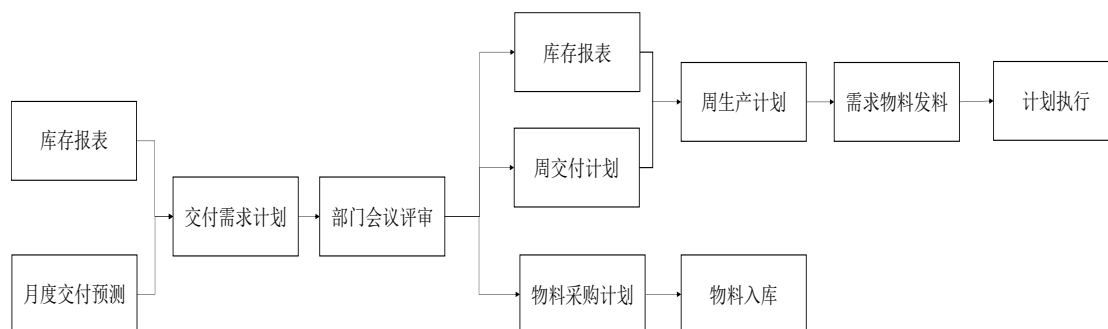 库存报表
月度交付预测
交付需求计划
部门会议评审
库存报表
周交付计划
物料采购计划
周生产计划
物料入库
需求物料发料
计划执行